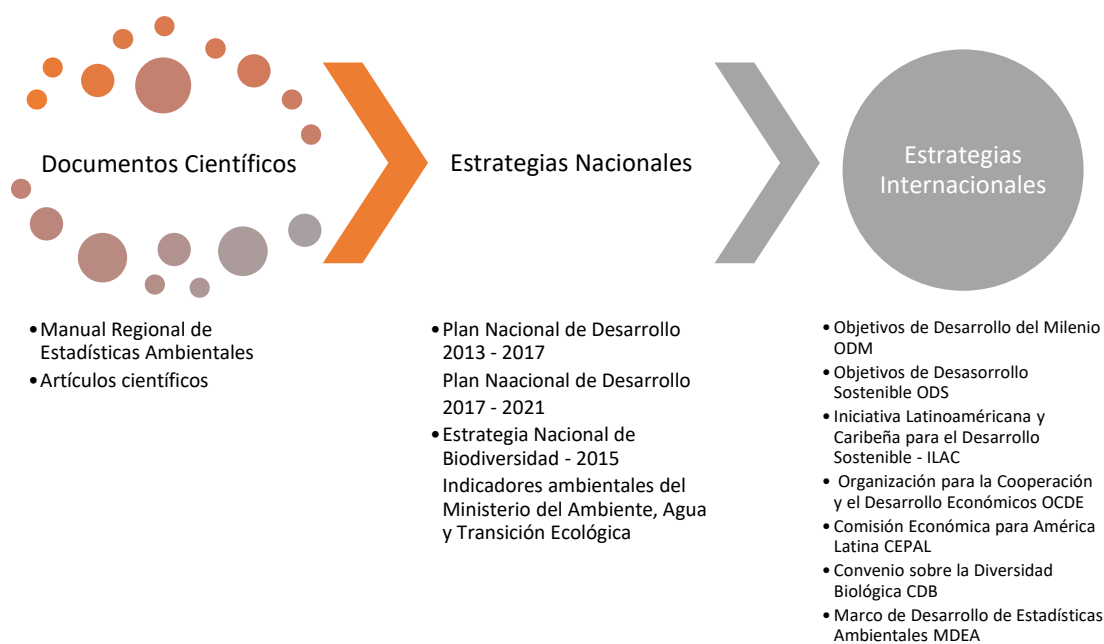 Documentos Científicos
Estrategias Nacionales
Estrategias
Internacionales
•Manual Regional de
Estadísticas Ambientales
•Artículos científicos
•Plan Nacional de Desarrollo
2013 - 2017
Plan Naacional de Desarrollo
2017 - 2021
•Estrategia Nacional de
Biodiversidad - 2015
Indicadores ambientales del
Ministerio del Ambiente, Agua
y Transición Ecológica
•Objetivos de Desarrollo del Milenio
ODM
•Objetivos de Desasorrollo
Sostenible ODS
•Iniciativa Latinoaméricana y
Caribeña para el Desarrollo
Sostenible - ILAC
• Organización para la Cooperación
y el Desarrollo Económicos OCDE
•Comisión Económica para América
Latina CEPAL
•Convenio sobre la Diversidad
Biológica CDB
•Marco de Desarrollo de Estadísticas
Ambientales MDEA